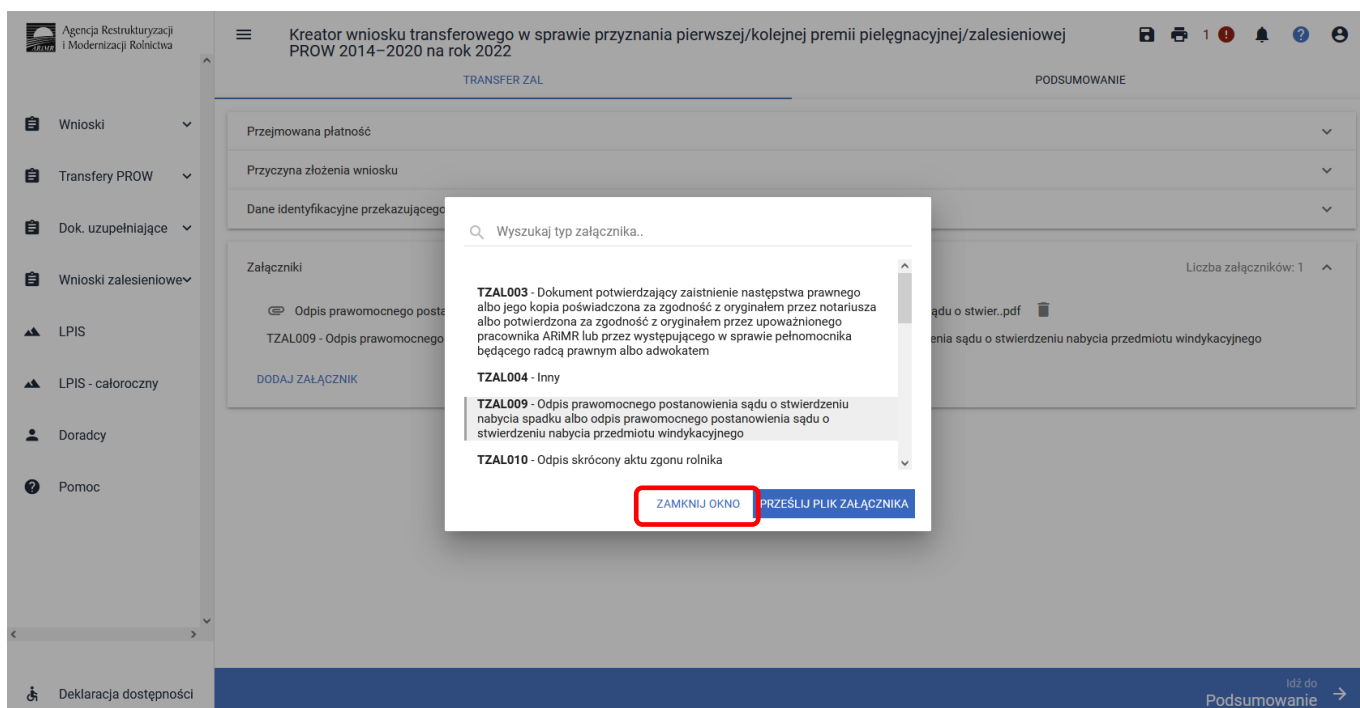 Agencja Restrukturyzacji
i Modernizacji Rolnictwa
ARiMR
Kreator wniosku transferowego w sprawie przyznania pierwszej/kolejnej premii pielęgnacyjnej/zalesieniowej
PROW 2014–2020 na rok 2022
1
TRANSFER ZAL
PODSUMOWANIE
Wnioski
Transfery PROW
Dok. uzupełniające
Wnioski zalesieniowe
LPIS
LPIS - całoroczny
Doradcy
Pomoc
Deklaracja dostępności
Przejmowana płatność
Przyczyna złożenia wniosku
Dane identyfikacyjne przekazującego
Załączniki
Liczba załączników: 1
Odpis prawomocnego posta
ądu o stwier..pdf
TZAL009 - Odpis prawomocnego
enia sądu o stwierdzeniu nabycia przedmiotu windykacyjnego
DODAJ ZAŁĄCZNIK
Wyszukaj typ załącznika..
TZAL003 - Dokument potwierdzający zaistnienie następstwa prawnego
albo jego kopia poświadczona za zgodność z oryginałem przez notariusza
albo potwierdzona za zgodność z oryginałem przez upoważnionego
pracownika ARiMR lub przez występującego w sprawie pełnomocnika
będącego radcą prawnym albo adwokatem
TZAL004 - Inny
TZAL009 - Odpis prawomocnego postanowienia sądu o stwierdzeniu
nabycia spadku albo odpis prawomocnego postanowienia sądu o
stwierdzeniu nabycia przedmiotu windykacyjnego
TZAL010 - Odpis skrócony aktu zgonu rolnika
ZAMKNIJ OKNO
PRZEŚLIJ PLIK ZAŁĄCZNIKA
Idź do
Podsumowanie